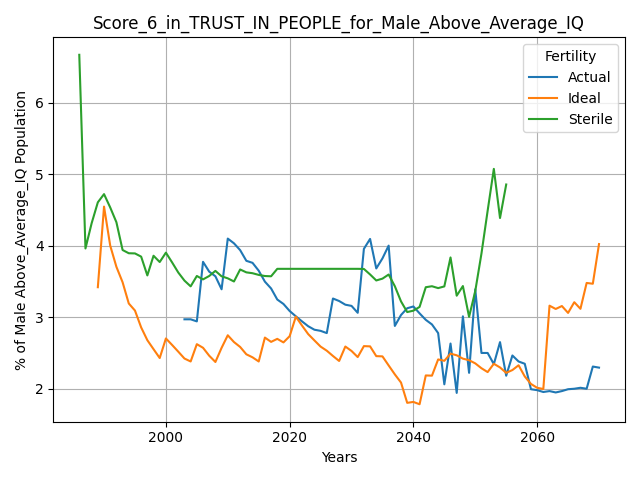 Score_6_in_TRUST_IN_PEOPLE_for_Male_Above_Average_IQ
Fertility
Actual
Ideal
Sterile
% of Male Above_Average_IQ Population
6
5
4
3
2
2000
2020
2040
2060
Years